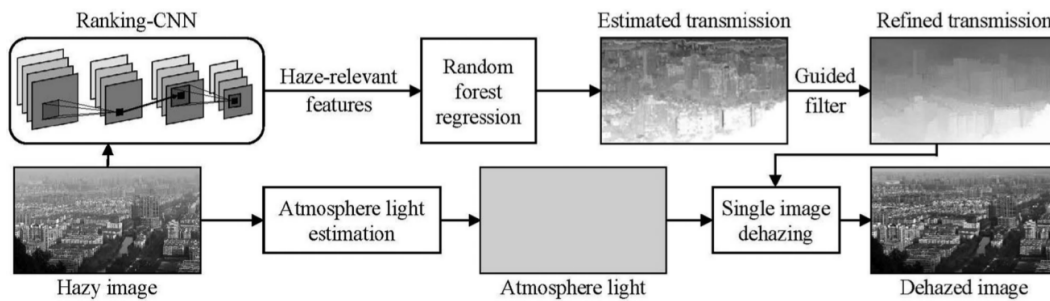 Ranking-CNN
Estimated transmission
Refined transmission
Haze-relevant
features
Random
forest
regression
Guided
filter
Atmosphere light
estimation
Single image
dehazing
Hazy image
Atmosphere light
Dehazed image